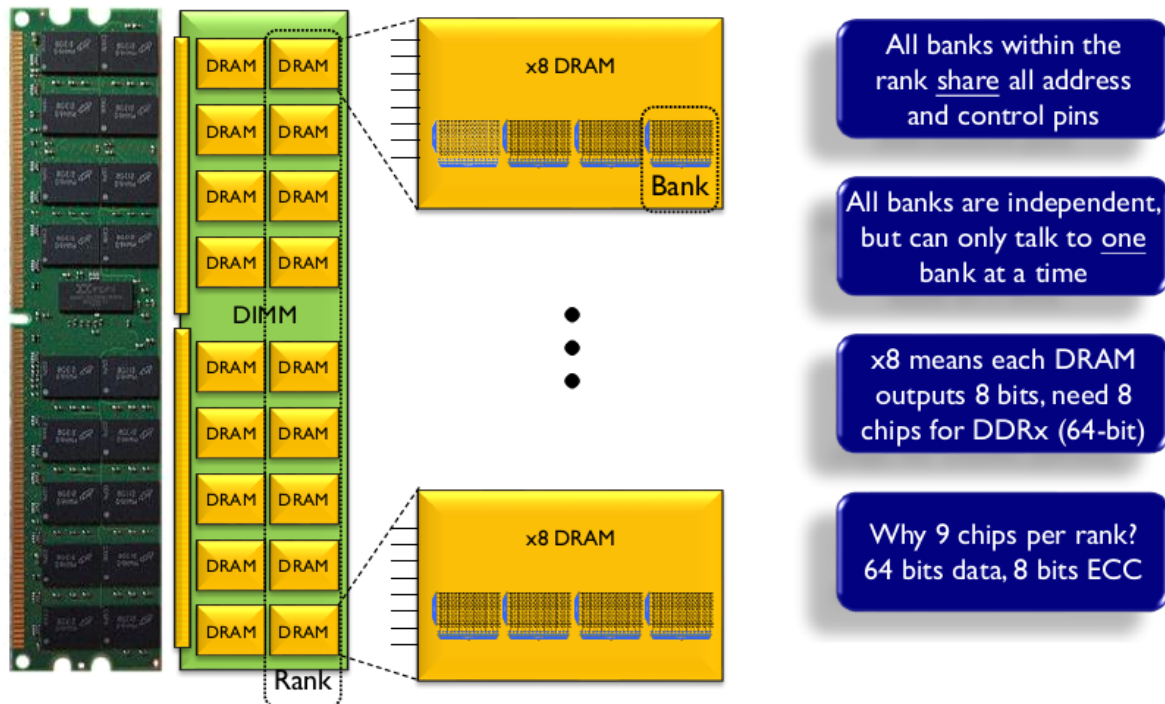 DRAM DRAM
DRAM DRAM
DRAM DRAM
DRAM DRAM
DIMM
DRAM DRAM
DRAM DRAM
DRAM DRAM
DRAM DRAM
DRAM DRAM
Rank
x8 DRAM
Bank
x8 DRAM
All banks within the
rank share all address
and control pins
All banks are independent,
but can only talk to one
bank at a time
x8 means each DRAM
outputs 8 bits, need 8
chips for DDRx (64-bit)
Why 9 chips per rank?
64 bits data, 8 bits ECC